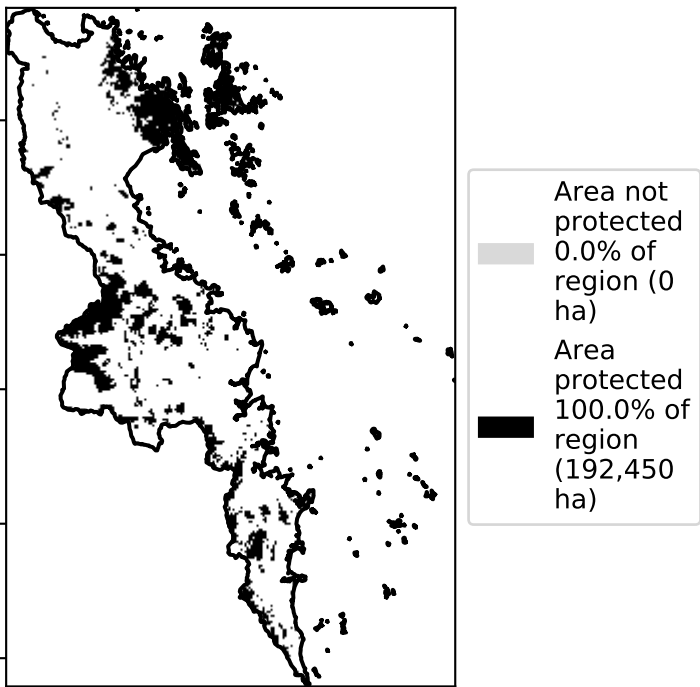 Area not
protected
0.0% of
region (0
ha)
Area
protected
100.0% of
region
(192,450
ha)